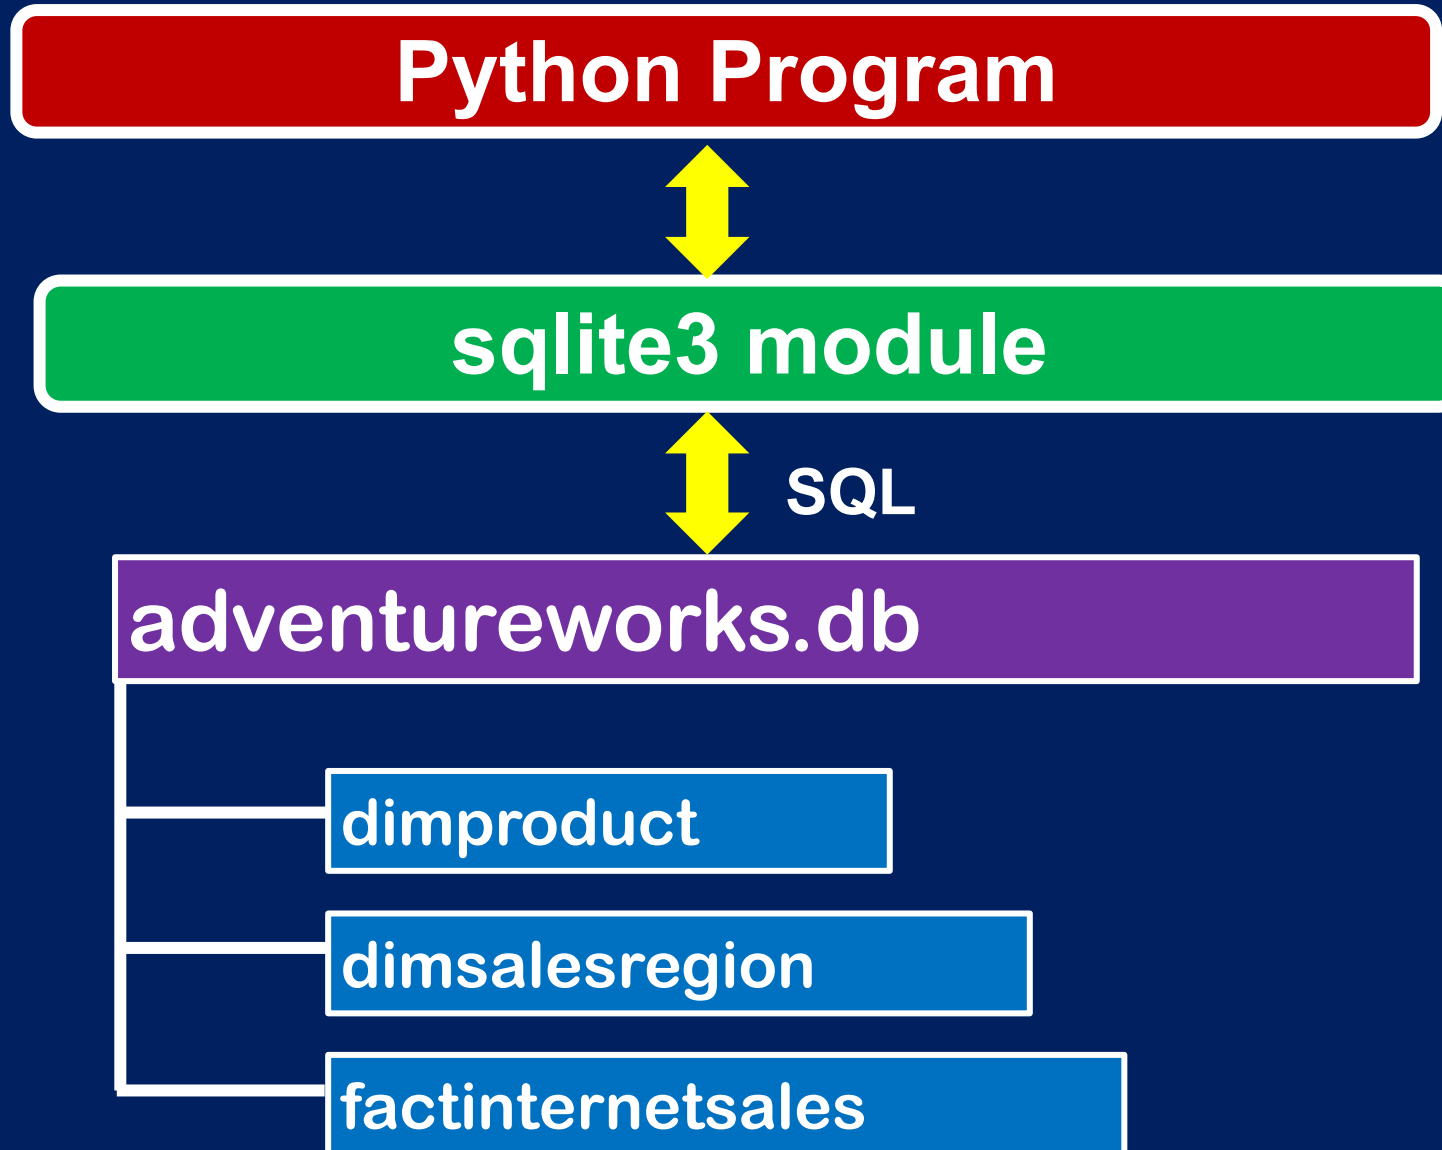 Python Program
sqlite3 module
SQL
adventureworks.db
dimproduct
dimsalesregion
factinternetsales